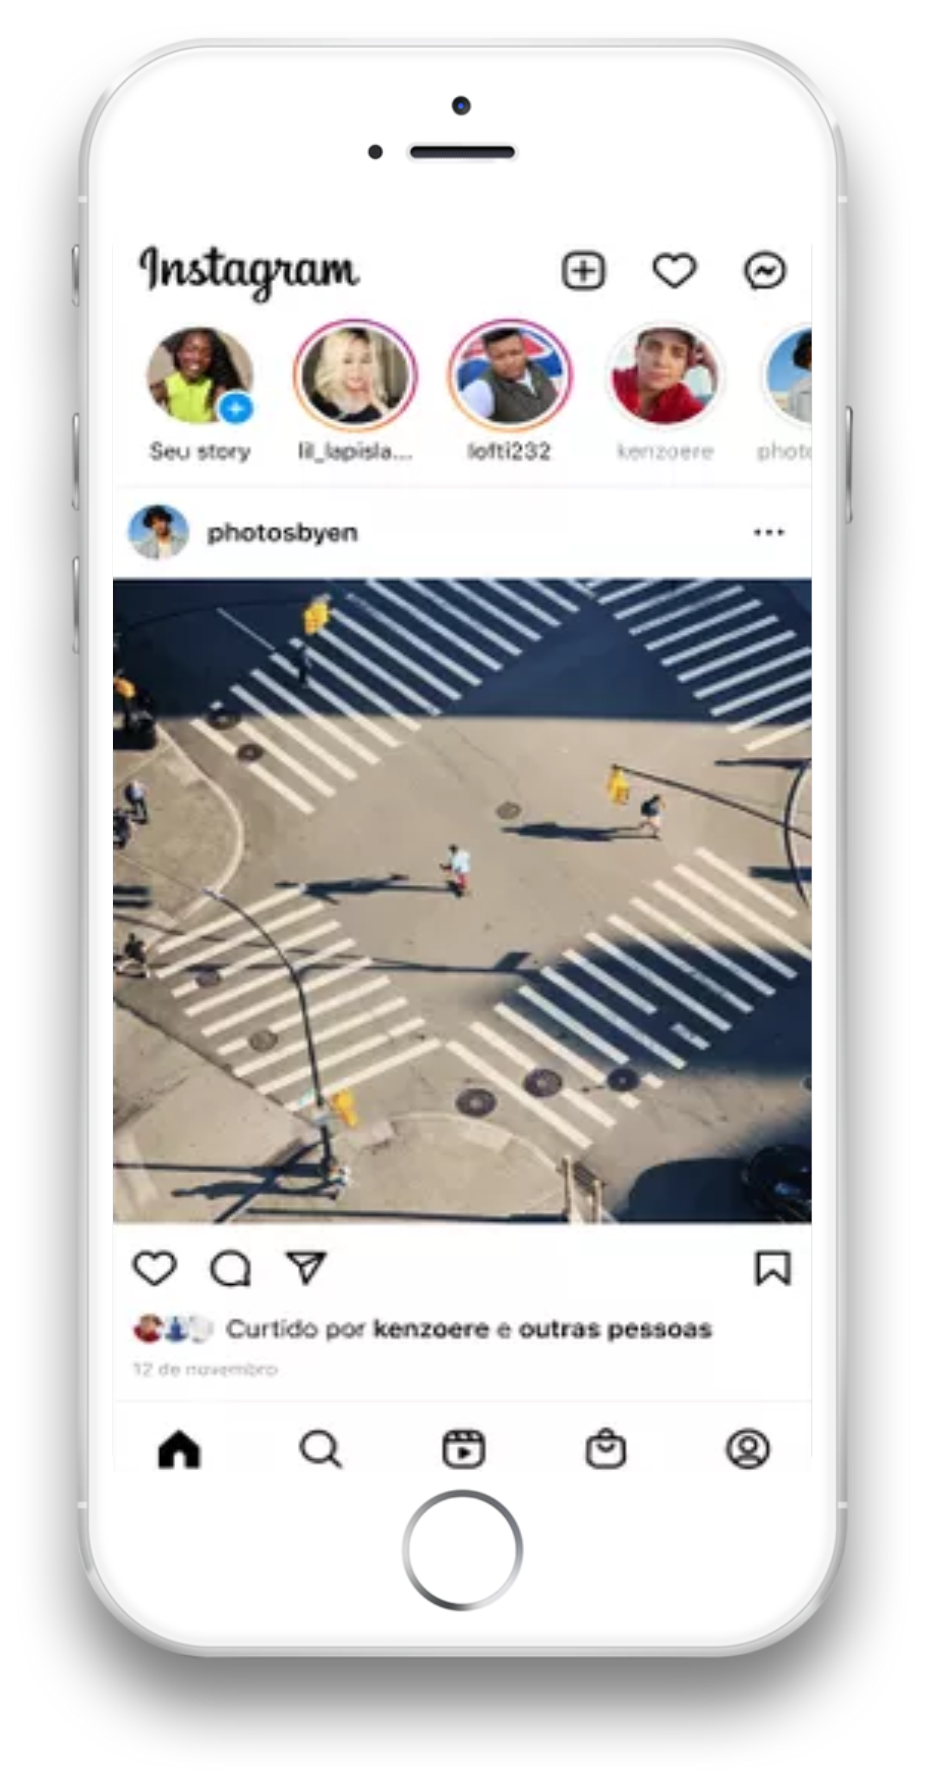 Instagram
Seu story
lil_lapisla...
lofti232
kenzoere
photo
photosbyen
Curtido por kenzoere e outras pessoas
12 de novembro